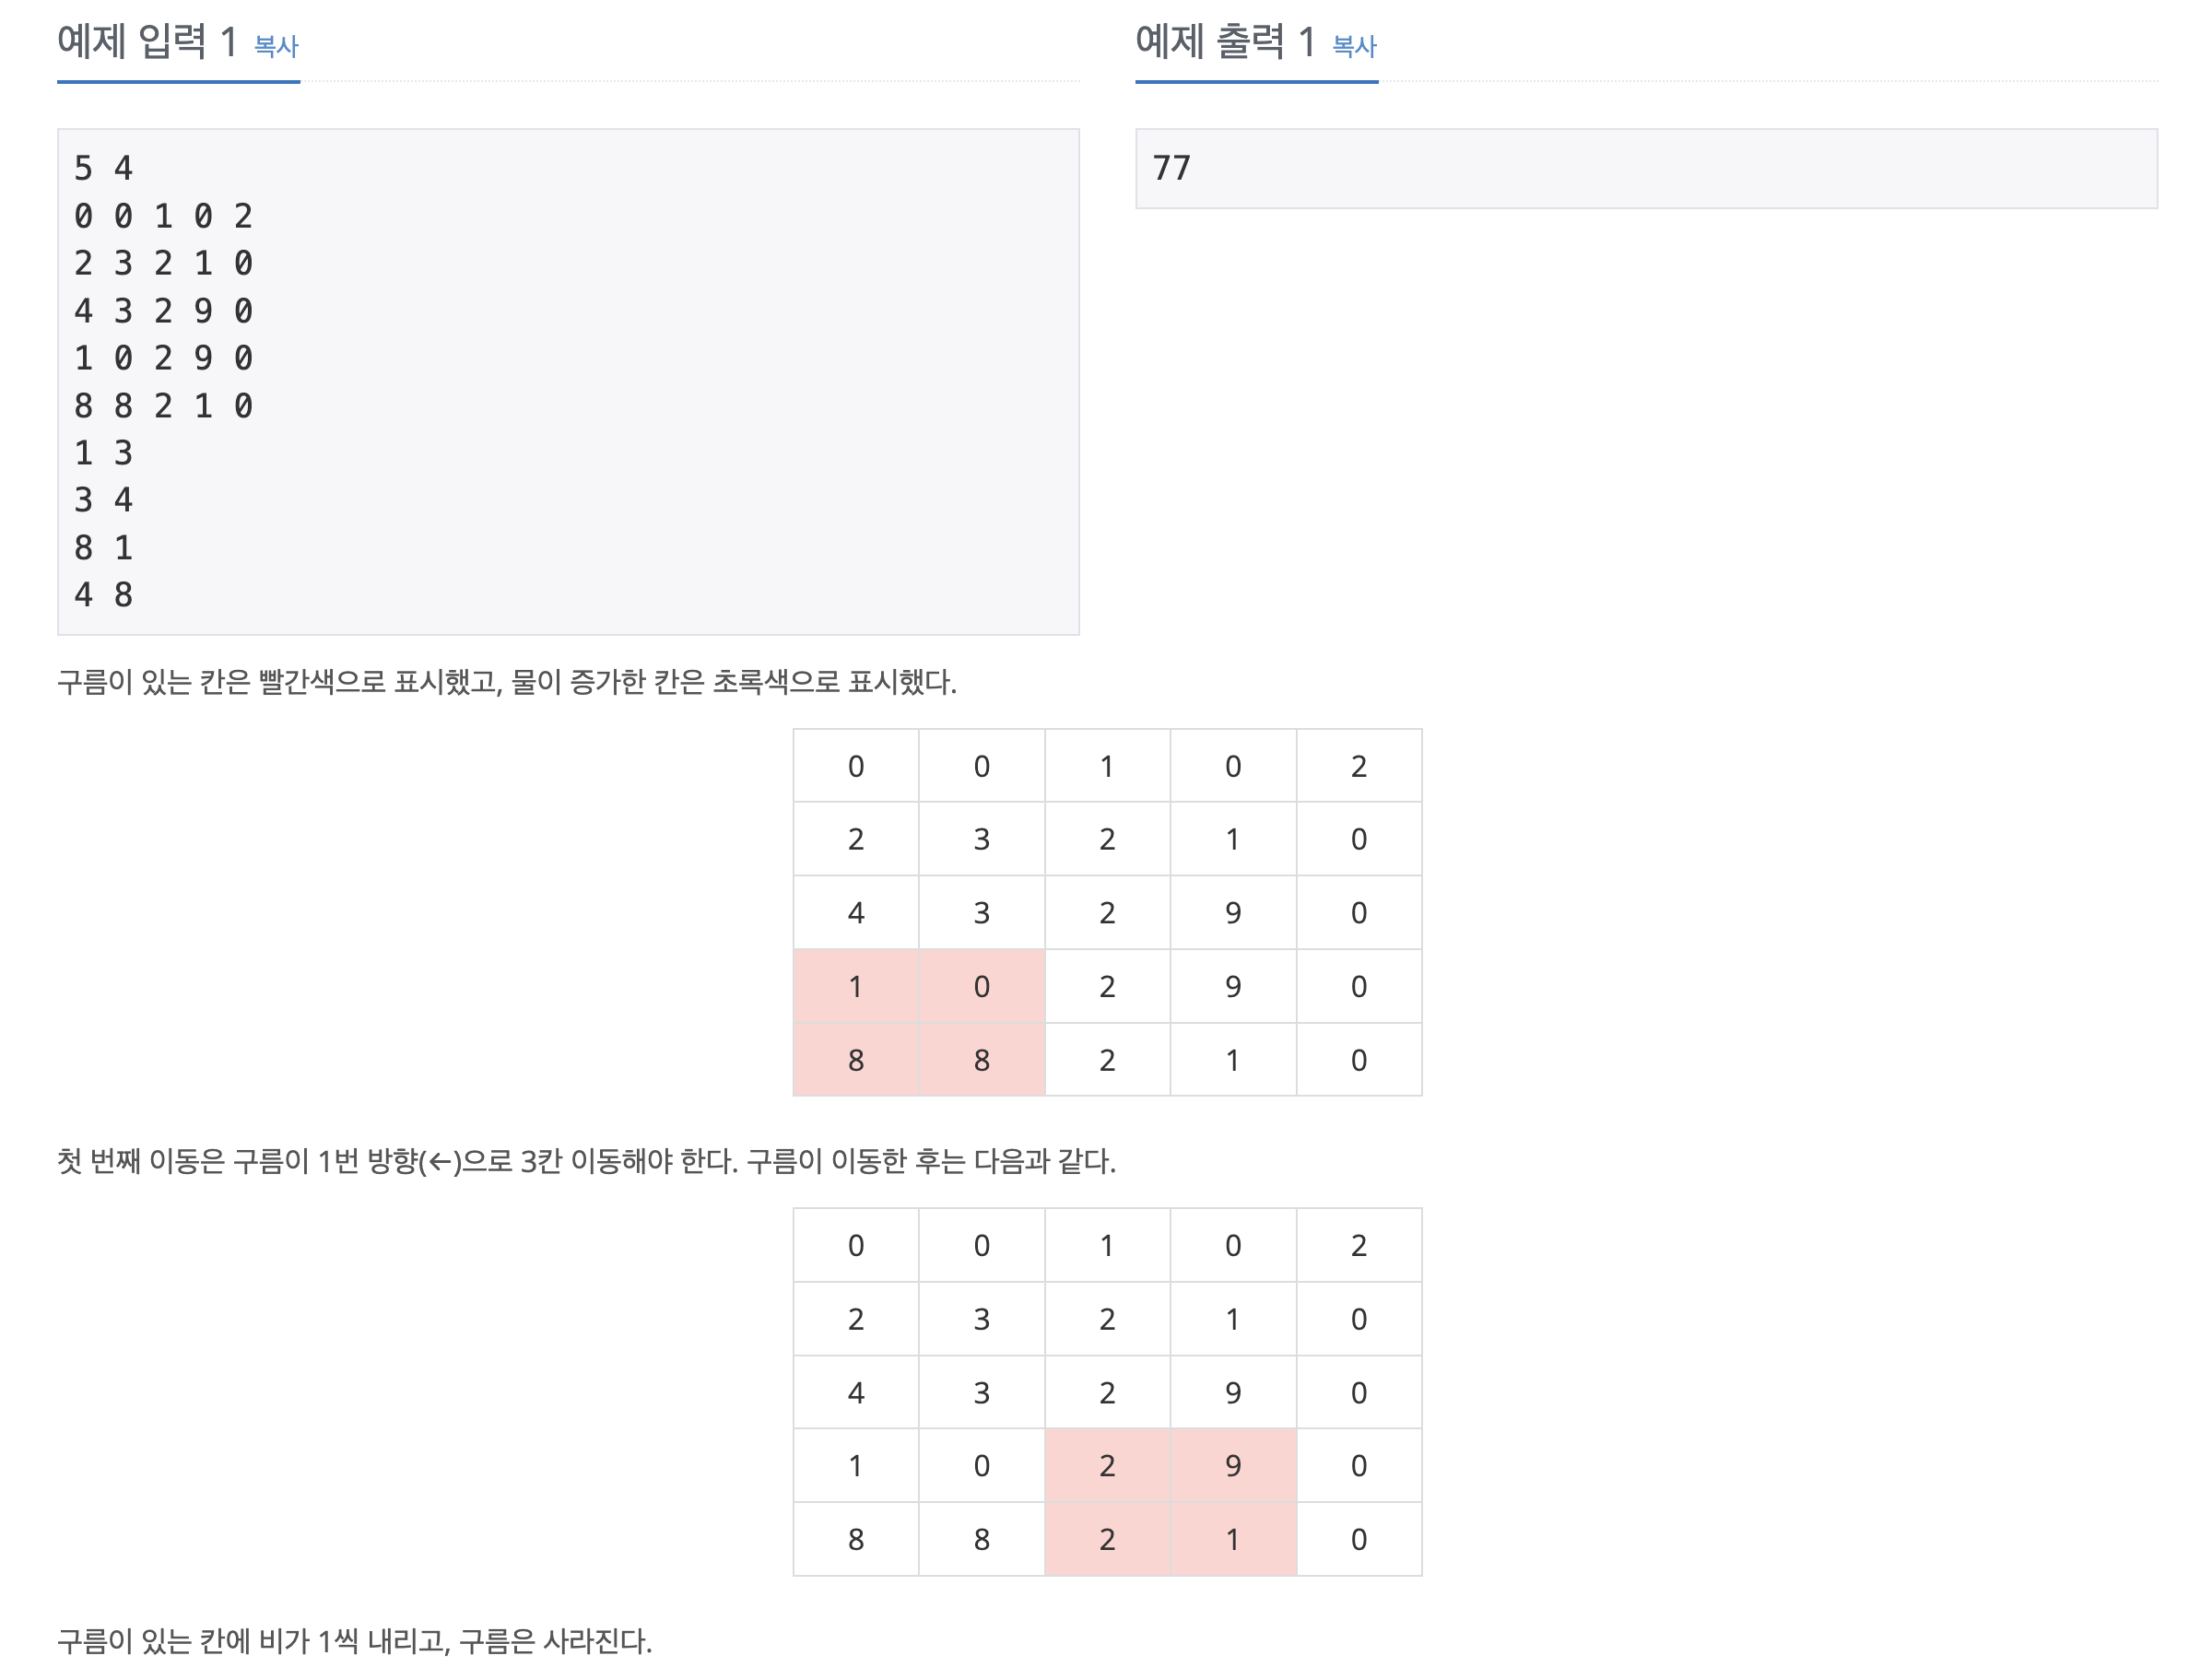 예제 입력 1 복사
5 4
0 0 1 0 2
2 3 2 1 0
4 3 2 9 0
1 0 2 9 0
8 8 2 1 0
1 3
3 4
8 1
4 8
예제 출력 1 복사
77
구름이 있는 칸은 빨간색으로 표시했고, 물이 증가한 칸은 초록색으로 표시했다.
0 0 1 0 2
2 3 2 1 0
4 3 2 9 0
1 0 2 9 0
8 8 2 1 0
첫 번째 이동은 구름이 1번 방향(←)으로 3칸 이동해야 한다. 구름이 이동한 후는 다음과 같다.
0 0 1 0 2
2 3 2 1 0
4 3 2 9 0
1 0 2 9 0
8 8 2 1 0
구름이 있는 칸에 비가 1씩 내리고, 구름은 사라진다.